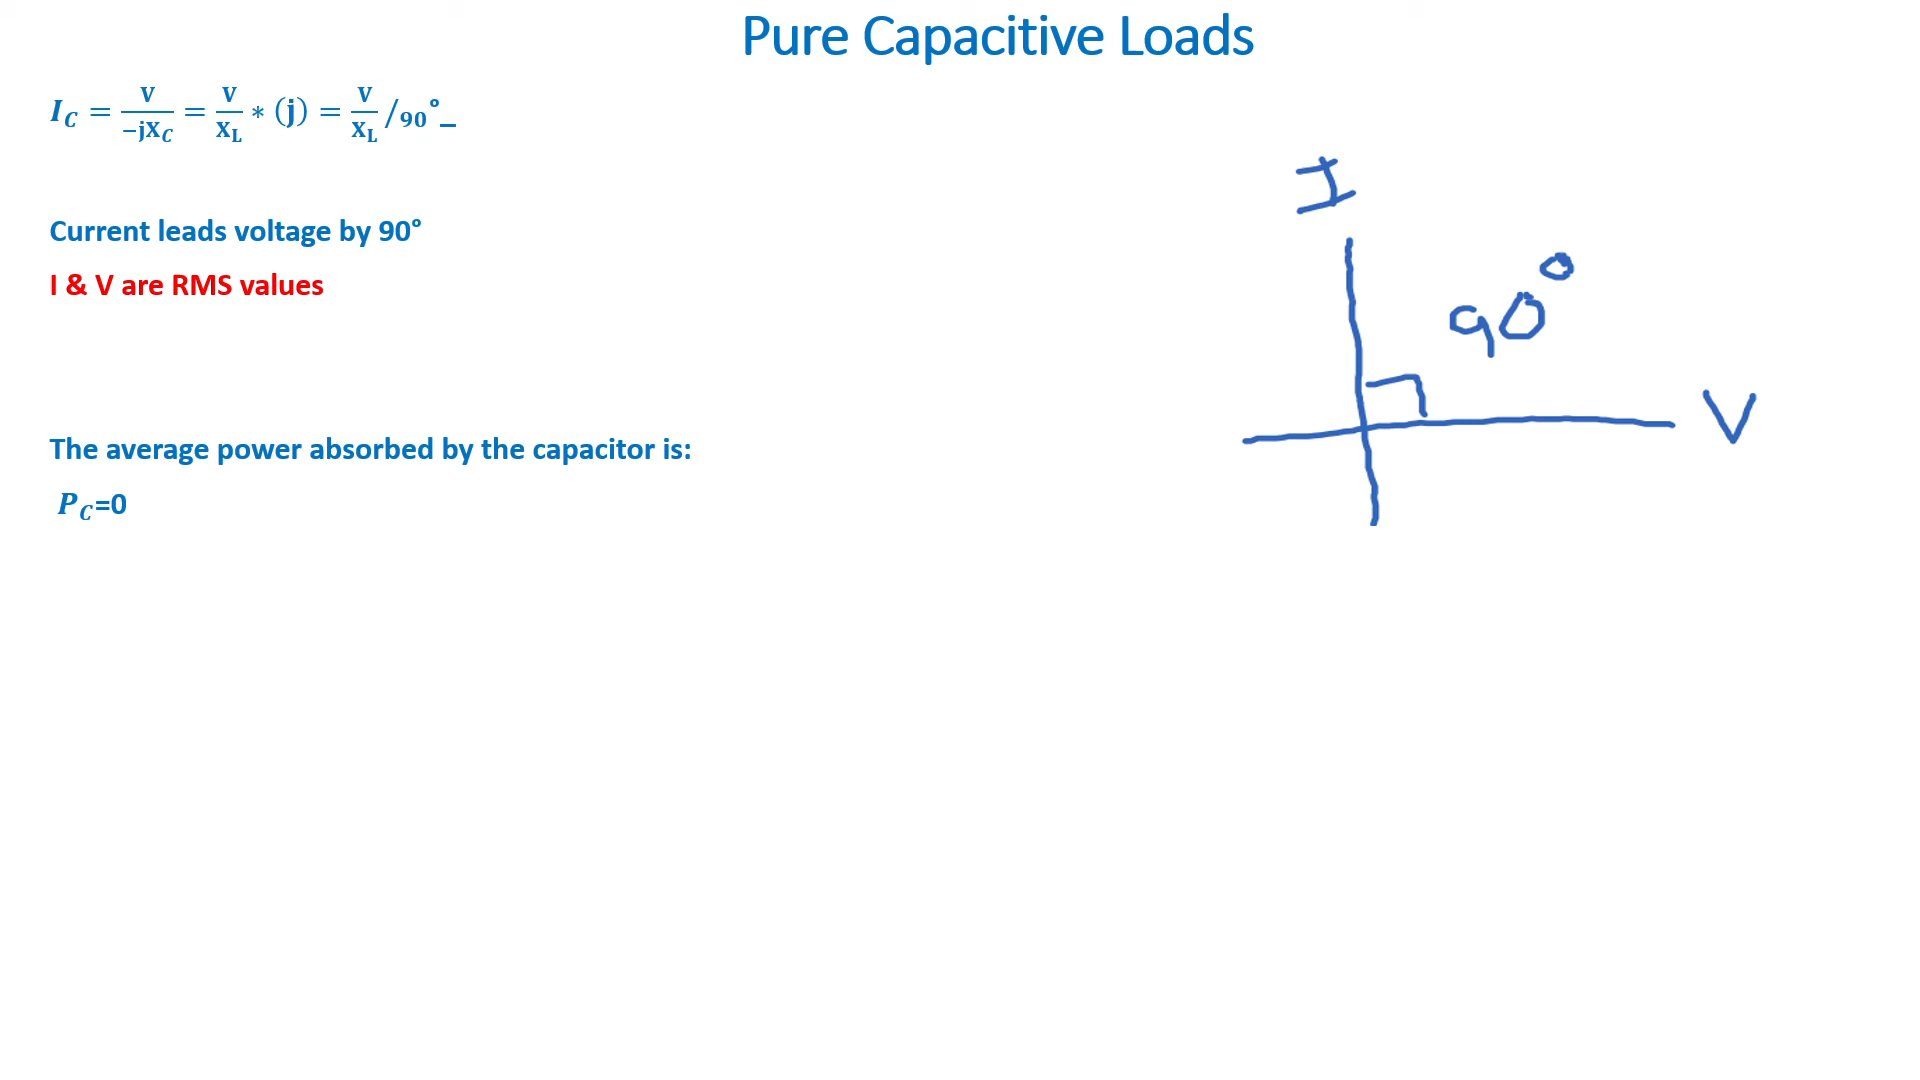 Pure Capacitive Loads
I_C = V/−jX_C = V/X_L ∗ (j) = V/X_L /90°_
Current leads voltage by 90°
I & V are RMS values
The average power absorbed by the capacitor is:
P_C=0
I
90°
V